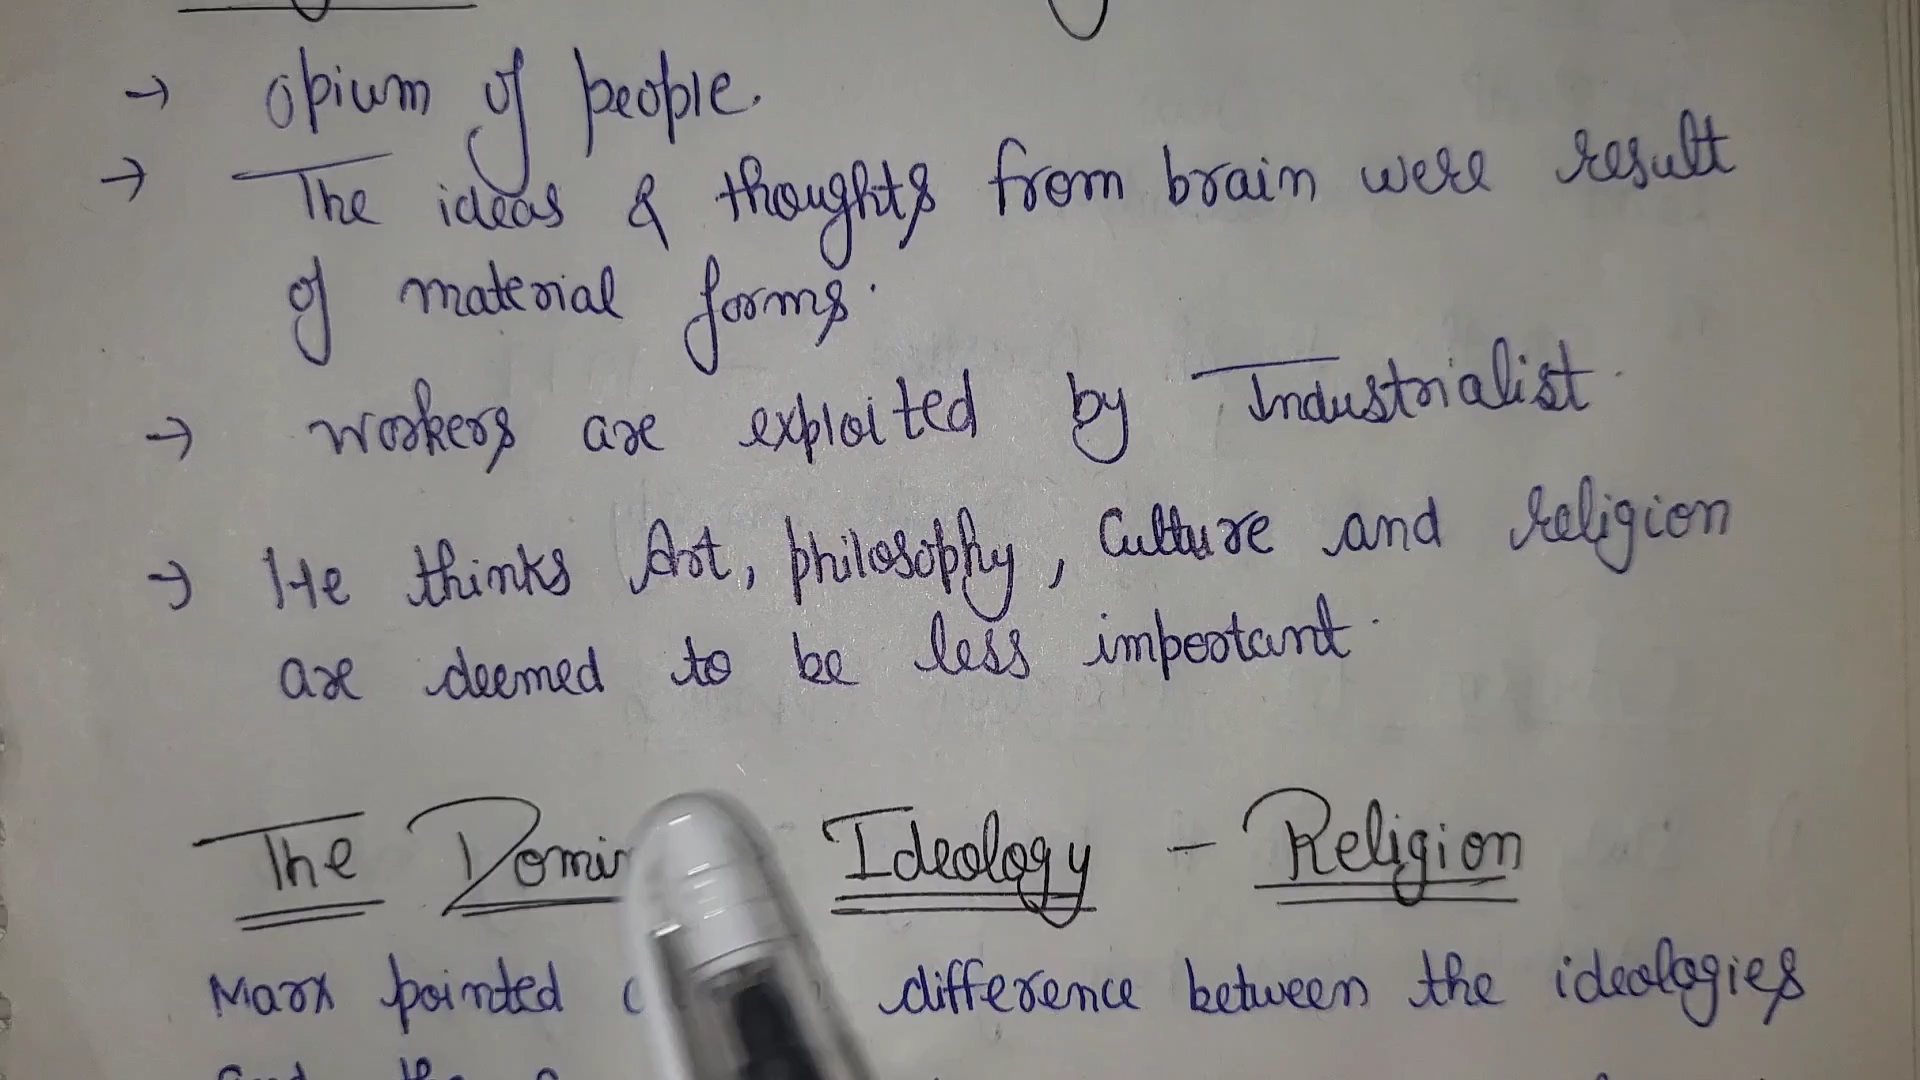 → Opium of people.
→ The ideas & thoughts from brain were result
of material forms.
→ Workers are exploited by Industrialist.
→ He thinks Art, philosophy, Culture and religion
are deemed to be less important.
The Ideology - Religion
Marx pointed difference between the ideologies